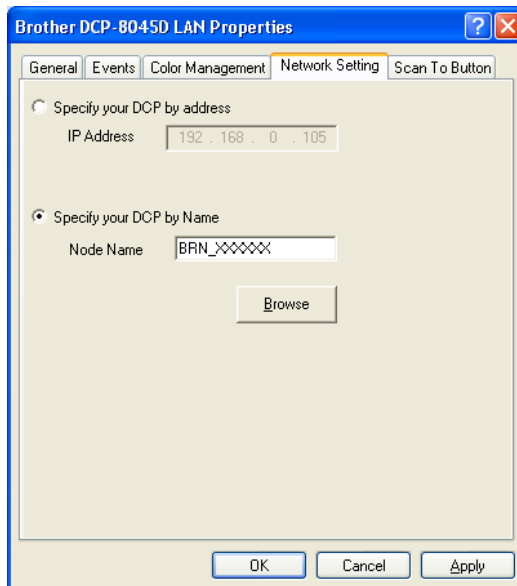 Brother DCP-8045D LAN Properties
General Events Color Management Network Setting Scan To Button
Specify your DCP by address
IP Address 192 . 168 . 0 . 105
Specify your DCP by Name
Node Name BRN_XXXXXX
Browse
OK Cancel Apply